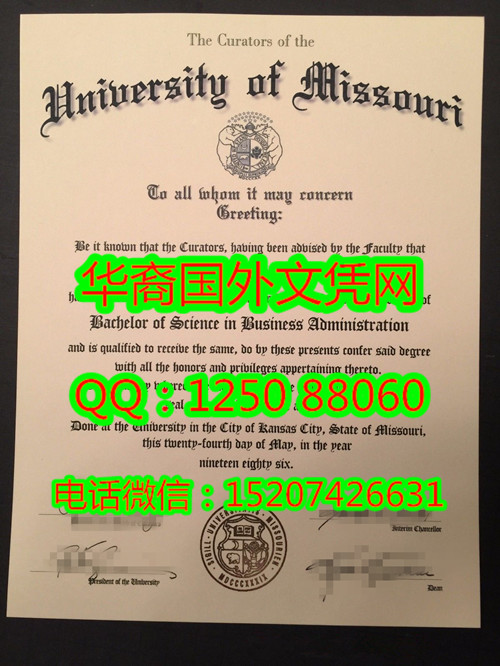 The Curators of the
University of Missouri
To all whom it may concern
Greeting:
Be it known that the Curators, having been advised by the Faculty that
华裔国外文凭网
of
Bachelor of Science in Business Administration
and is qualified to receive the same, do by these presents confer said degree
with all the honors and privileges appertaining thereto.
QQ：1250 88060
Done at the University in the City of Kansas City, State of Missouri,
this twenty-fourth day of May, in the year
nineteen eighty six.
电话微信：15207426631
Interim Chancellor
SIGILL · UNIVERSITATIS · MISSOURIEN
MDCCCXXXIX
President of the University
Dean